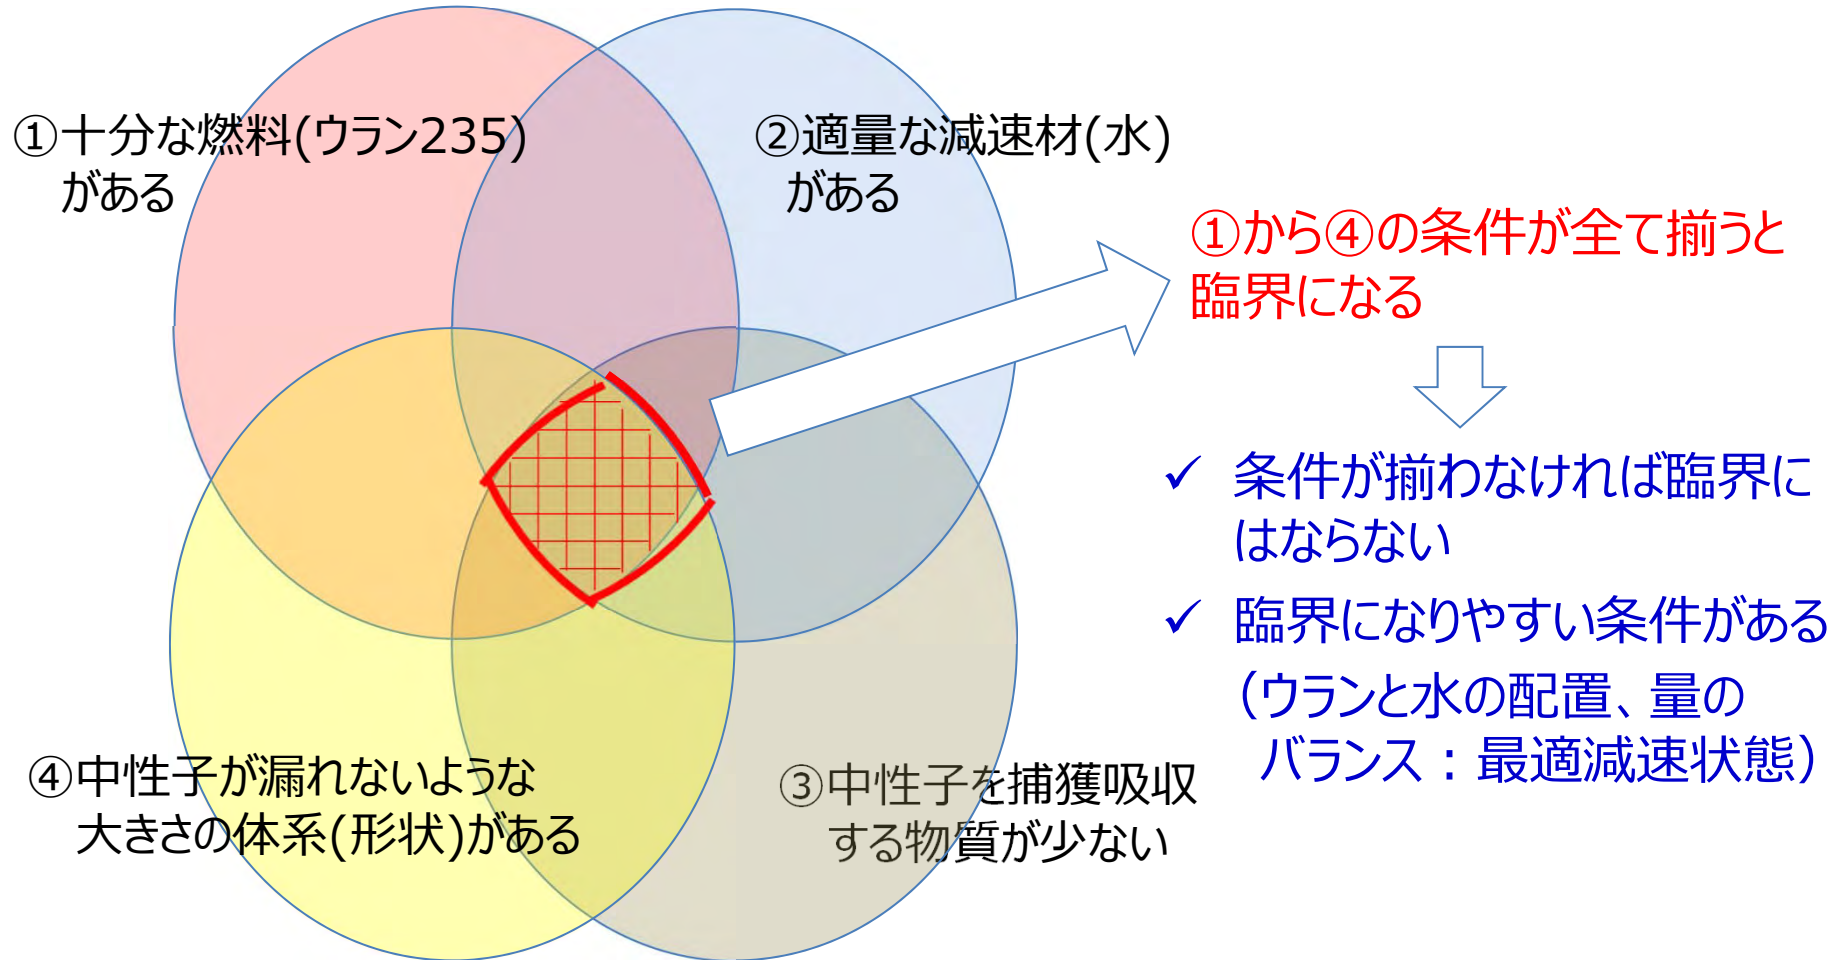 ①十分な燃料(ウラン235)
がある
②適量な減速材(水)
がある
①から④の条件が全て揃うと
臨界になる
✓ 条件が揃わなければ臨界に
はならない
✓ 臨界になりやすい条件がある
(ウランと水の配置、量の
バランス：最適減速状態)
④中性子が漏れないような
大きさの体系(形状)がある
③中性子を捕獲吸収
する物質が少ない